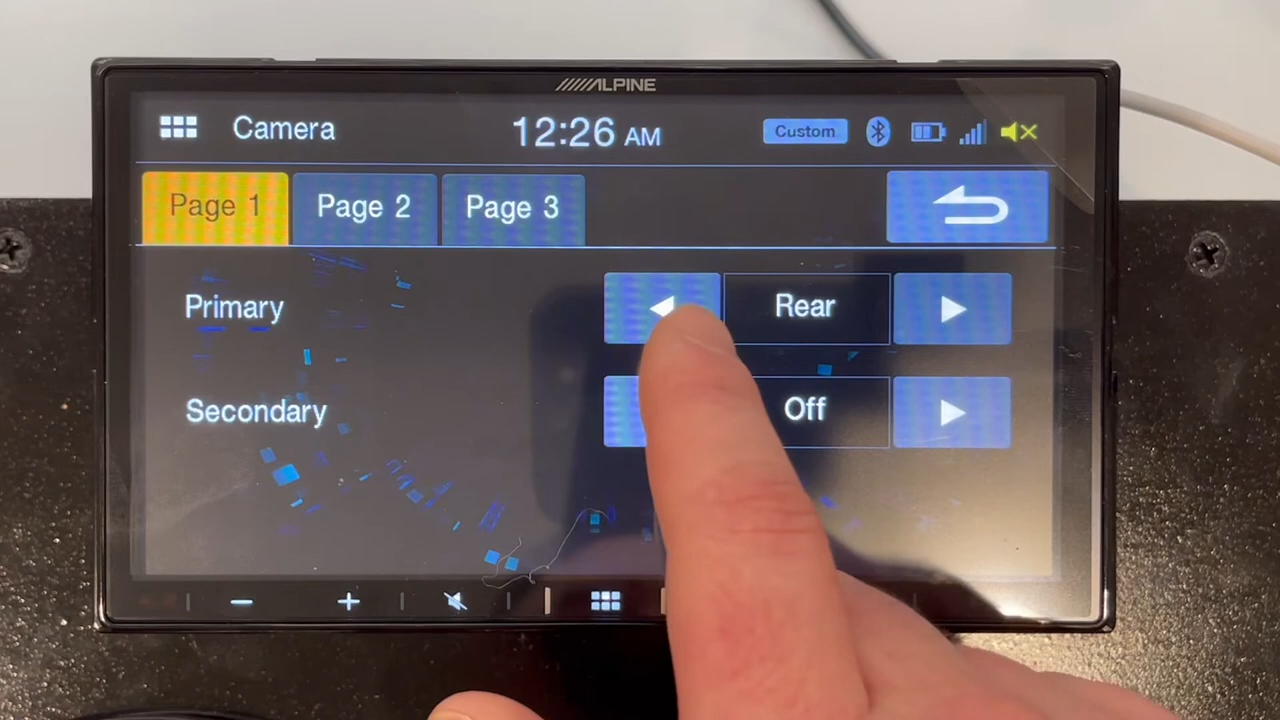 ALPINE
Camera 12:26 AM Custom
Page 1 Page 2 Page 3
Primary Rear
Secondary Off